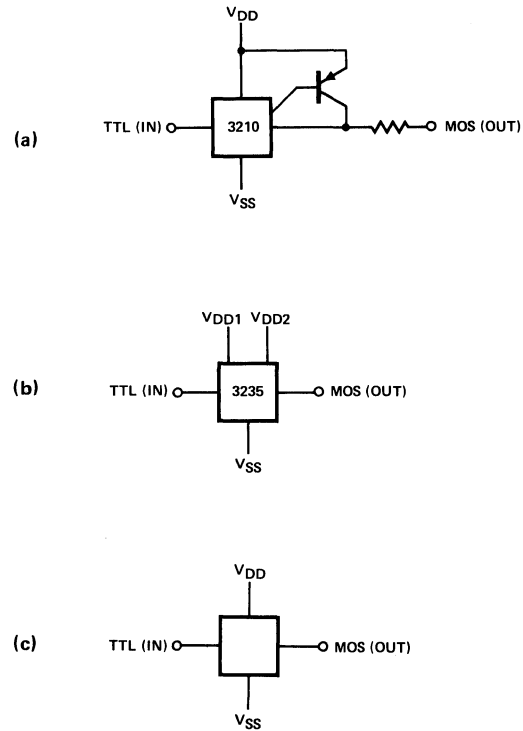 (a)
VDD
TTL (IN) 3210 MOS (OUT)
VSS
(b)
VDD1 VDD2
TTL (IN) 3235 MOS (OUT)
VSS
(c)
VDD
TTL (IN) MOS (OUT)
VSS